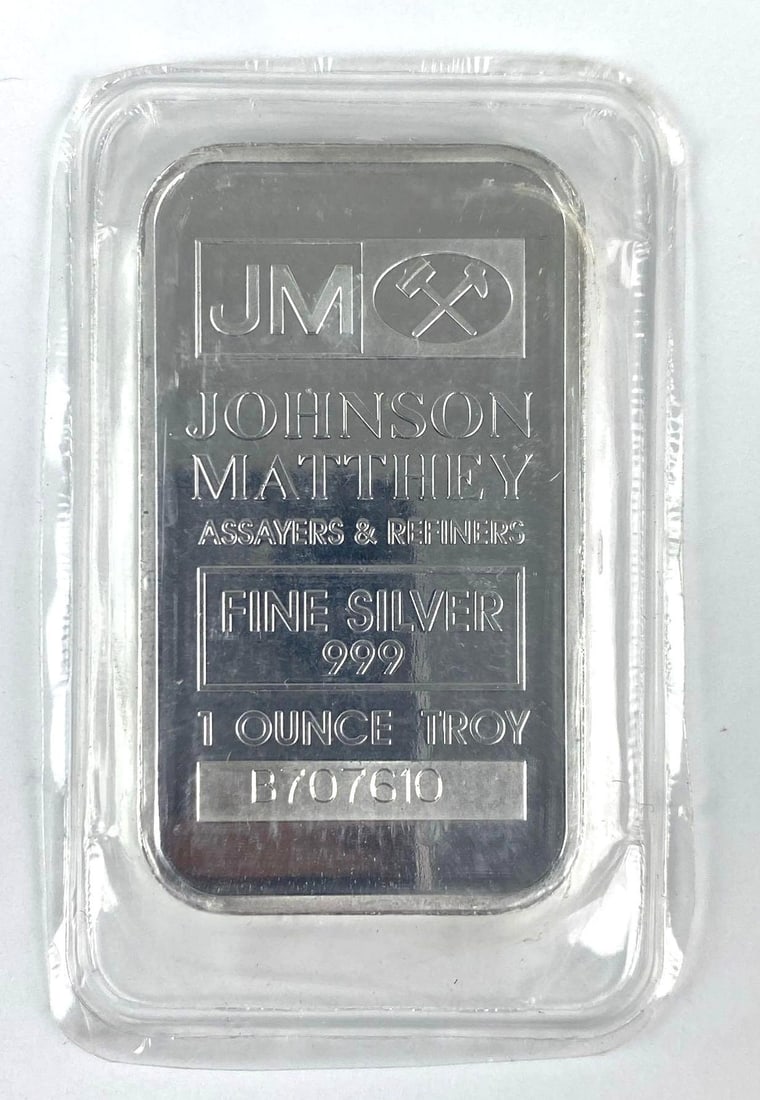 JM
JOHNSON
MATTHEY
ASSAYERS & REFINERS
FINE SILVER
999
1 OUNCE TROY
B707610